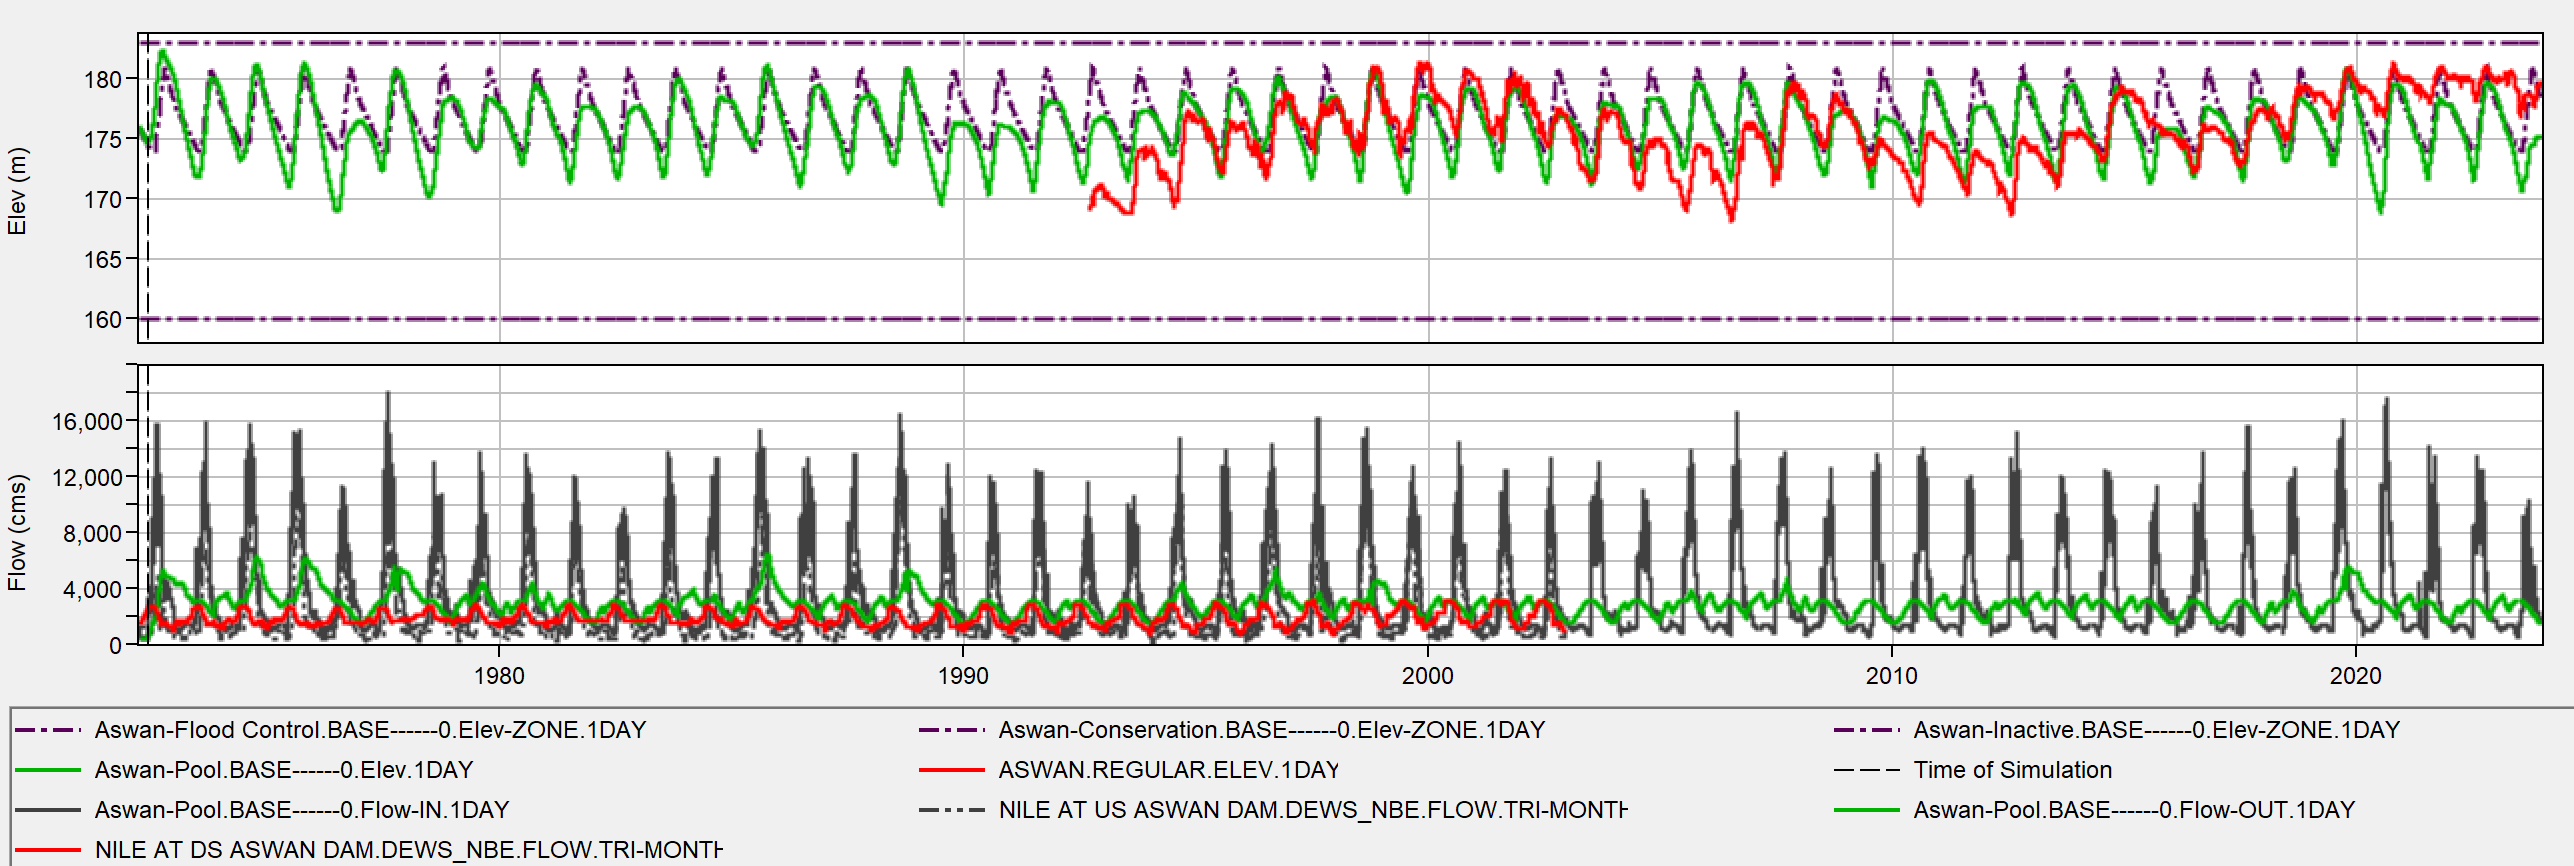 Elev (m)
180
175
170
165
160
Flow (cms)
16,000
12,000
8,000
4,000
0
1980 1990 2000 2010 2020
Aswan-Flood Control.BASE------0.Elev-ZONE.1DAY Aswan-Conservation.BASE------0.Elev-ZONE.1DAY Aswan-Inactive.BASE------0.Elev-ZONE.1DAY
Aswan-Pool.BASE------0.Elev.1DAY ASWAN.REGULAR.ELEV.1DAY Time of Simulation
Aswan-Pool.BASE------0.Flow-IN.1DAY NILE AT US ASWAN DAM.DEWS_NBE.FLOW.TRI-MONTH Aswan-Pool.BASE------0.Flow-OUT.1DAY
NILE AT DS ASWAN DAM.DEWS_NBE.FLOW.TRI-MONTH